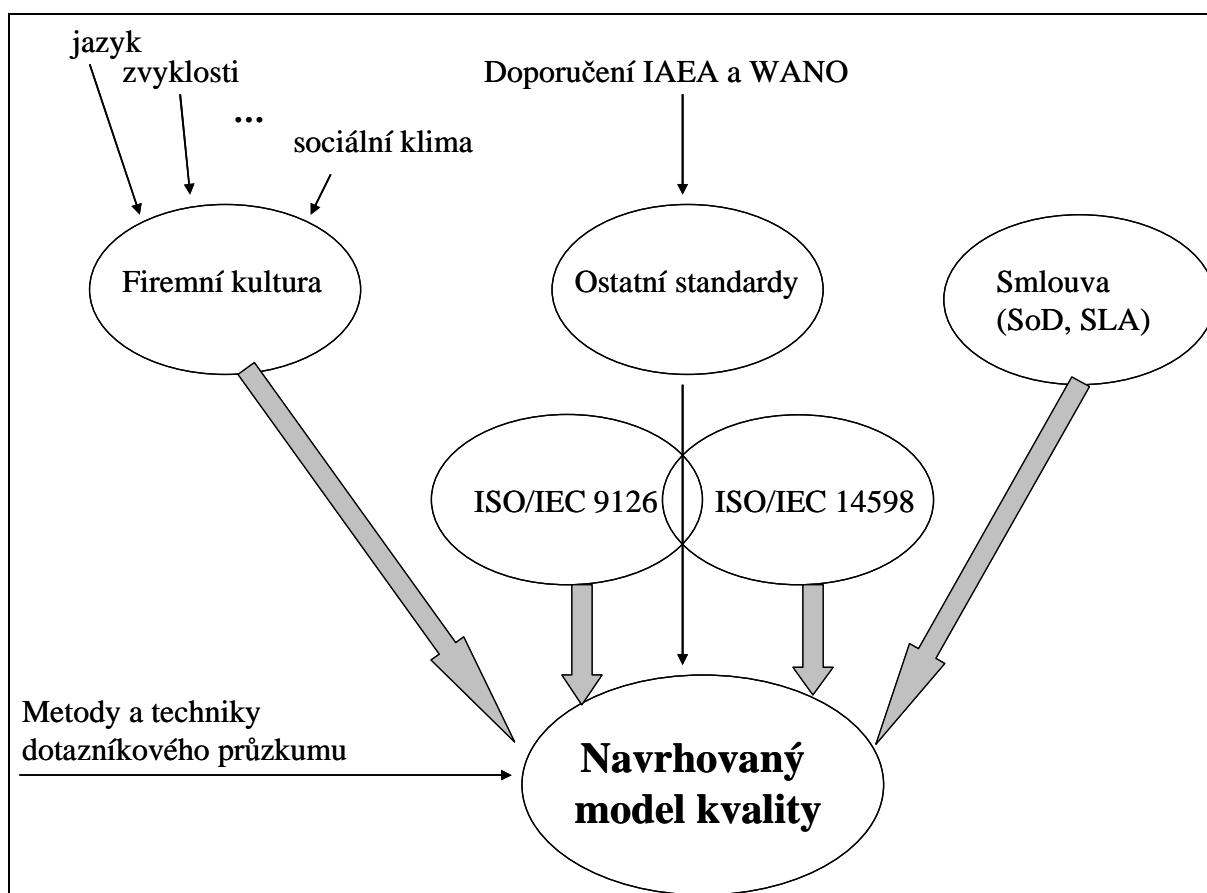 jazyk
zvyklosti
...
sociální klima
Doporučení IAEA a WANO
Firemní kultura
Ostatní standardy
Smlouva
(SoD, SLA)
ISO/IEC 9126
ISO/IEC 14598
Metody a techniky
dotazníkového průzkumu
Navrhovaný
model kvality